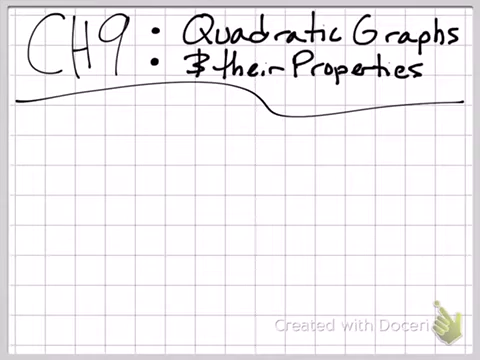 CH9: Quadratic Graphs
& their Properties
Created with Doceri